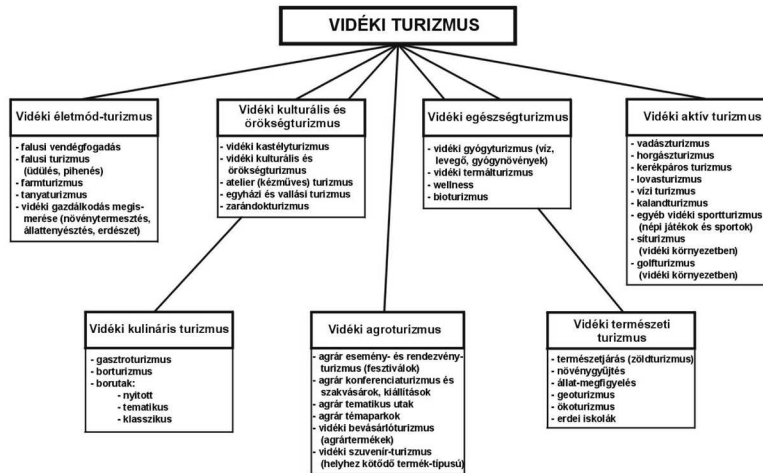 VIDÉKI TURIZMUS
Vidéki életmód-turizmus
- falusi vendégfogadás
- falusi turizmus
(üdülés, pihenés)
- farmturizmus
- tanyaturizmus
- vidéki gazdálkodás megis-
merése (növénytermesztés,
állattenyésztés, erdészet)
Vidéki kulturális és
örökségturizmus
- vidéki kastélyturizmus
- vidéki kulturális és
örökségturizmus
- atelier (kézműves) turizmus
- egyházi és vallási turizmus
- zarándokturizmus
Vidéki egészségturizmus
- vidéki gyógyturizmus (víz,
levegő, gyógynövények)
- vidéki termálturizmus
- wellness
- bioturizmus
Vidéki aktív turizmus
- vadászturizmus
- horgászturizmus
- kerékpáros turizmus
- lovasturizmus
- vízi turizmus
- kalandturizmus
- egyéb vidéki sportturizmus
(népi játékok és sportok)
- síturizmus
(vidéki környezetben)
- golfturizmus
(vidéki környezetben)
Vidéki kulináris turizmus
- gasztroturizmus
- borturizmus
- borutak:
- nyitott
- tematikus
- klasszikus
Vidéki agroturizmus
- agrár esemény- és rendezvény-
turizmus (fesztiválok)
- agrár konferenciaturizmus és
szakvásárok, kiállítások
- agrár tematikus utak
- agrár témaparkok
- vidéki bevásárlóturizmus
(agrártermékek)
- vidéki szuvenír-turizmus
(helyhez kötődő termék-típusú)
Vidéki természeti
turizmus
- természetjárás (zöldturizmus)
- növénygyűjtés
- állat-megfigyelés
- geoturizmus
- ökoturizmus
- erdei iskolák